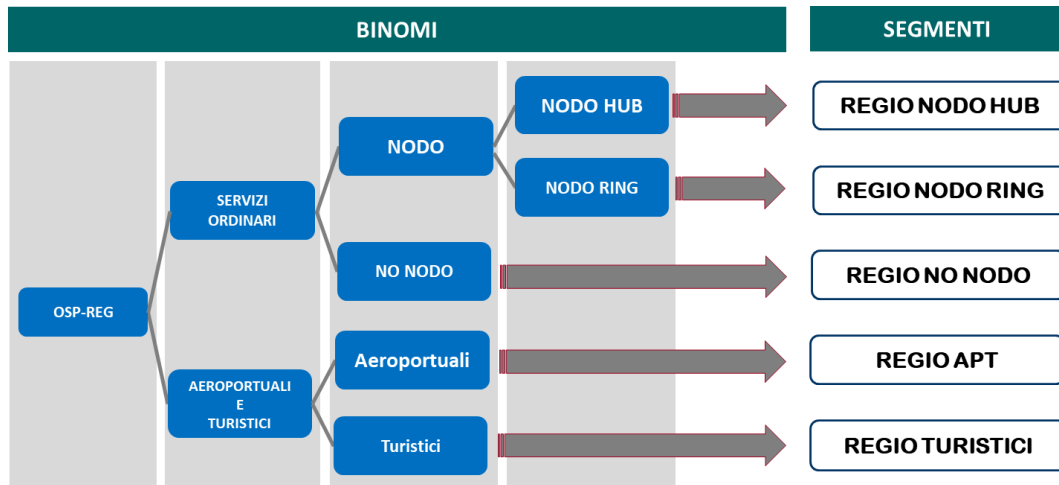 BINOMI
SEGMENTI
NODO HUB
REGIO NODO HUB
NODO
NODO RING
REGIO NODO RING
SERVIZI
ORDINARI
NO NODO
REGIO NO NODO
OSP-REG
Aeroportuali
REGIO APT
AEROPORTUALI
E
TURISTICI
Turistici
REGIO TURISTICI